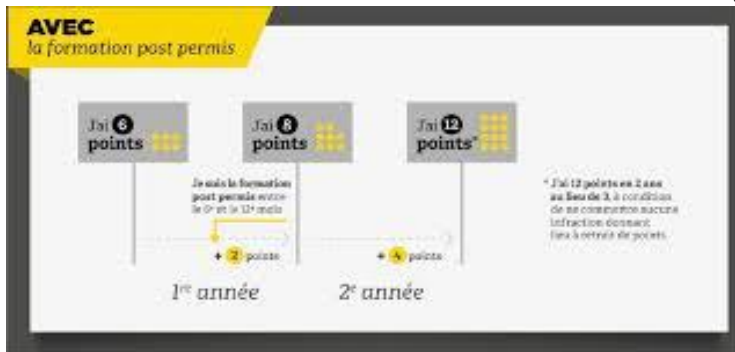 AVEC
la formation post permis
J'ai 6
points
J'ai 8
points
J'ai 12
points*
Je suis la formation
post permis entre
le 6e et le 12e mois
+ 2 points
+ 4 points
1re année
2e année
* J'ai 12 points en 2 ans
au lieu de 3, à condition
de ne commettre aucune
infraction donnant
lieu à retrait de points